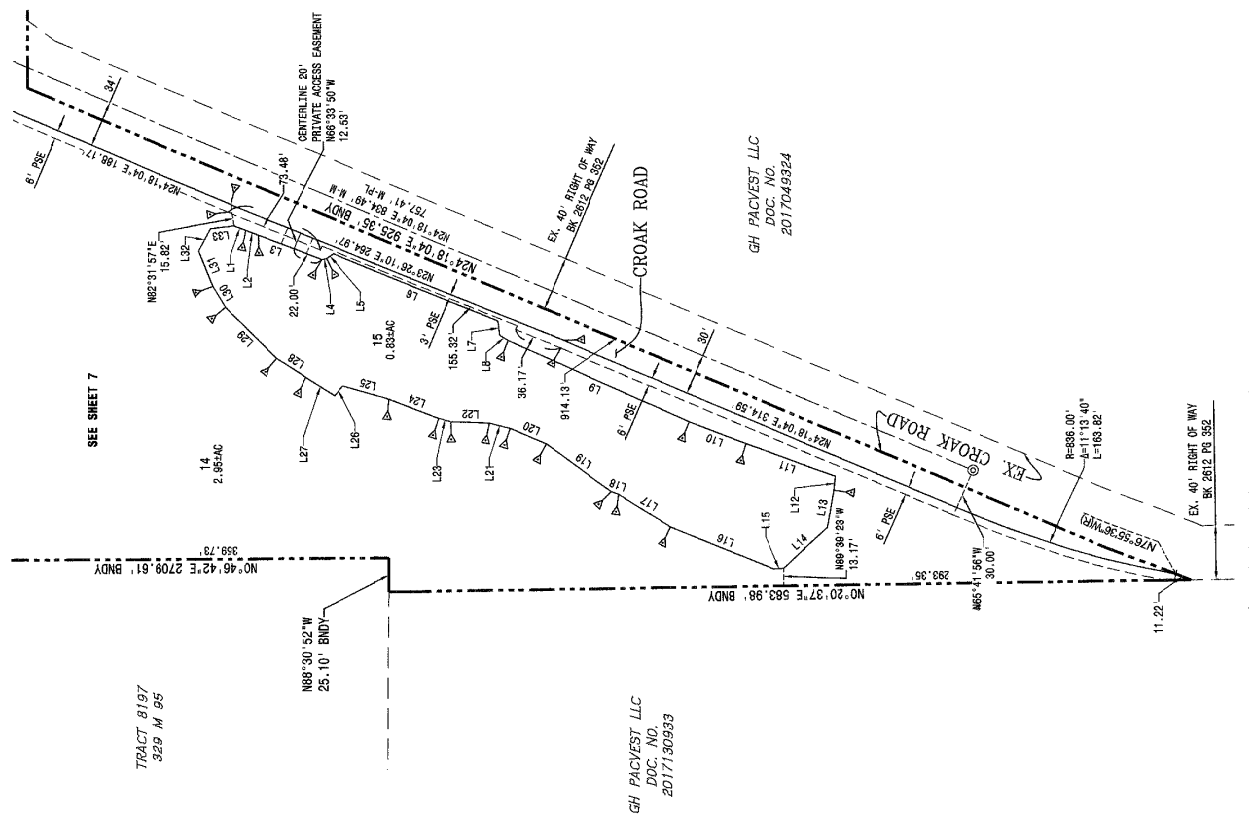 34'
6' PSE
N24°18'04"E 188.17'
CENTERLINE 20'
PRIVATE ACCESS EASEMENT
N66°33'50"W
12.53'
73.48'
N82°31'57"E
15.82'
L32
L33
L31
L30
L1
L2
L3
22.00'
L4
L5
L29
L28
L27
L26
L25
L24
L23
L22
L21
L20
L19
L18
L17
L16
L15
L14
L13
L12
L11
L10
L9
L8
L7
L6
757.41' M-PL
N24°18'04"E 834.49' M-M
N24°18'04"E 925.35' BNDY
N23°26'10"E 264.97'
EX. 40' RIGHT OF WAY
BK 2612 PG 352
CROAK ROAD
GH PACVEST LLC
DOC. NO.
2017049324
SEE SHEET 7
14
2.95±AC
15
0.83±AC
3' PSE
155.32'
36.17'
914.13'
30'
6' PSE
N24°18'04"E 314.59'
EX CROAK ROAD
6' PSE
R=836.00'
Δ=11°13'40"
L=163.82'
EX. 40' RIGHT OF WAY
BK 2612 PG 352
N76°55'36"W(R)
N65°41'56"W
30.00'
11.22
N89°39'23"W
13.17'
293.35'
N0°20'37"E 583.98' BNDY
359.73'
N0°46'42"E 2709.61' BNDY
N88°30'52"W
25.10' BNDY
TRACT 8197
329 M 95
GH PACVEST LLC
DOC. NO.
2017130933